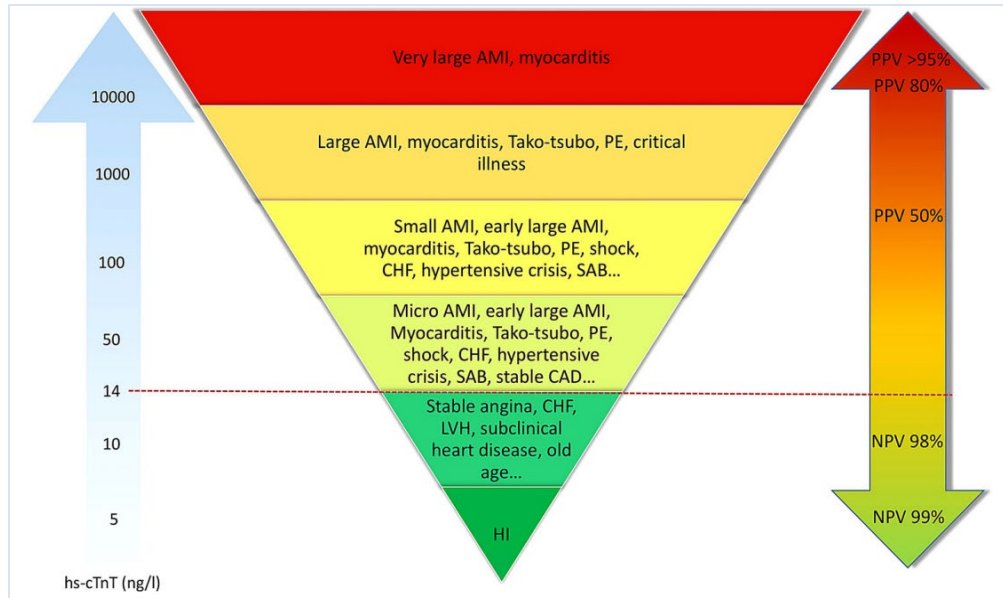 10000
1000
100
50
14
10
5
hs-cTnT (ng/l)
Very large AMI, myocarditis
Large AMI, myocarditis, Tako-tsubo, PE, critical
illness
Small AMI, early large AMI,
myocarditis, Tako-tsubo, PE, shock,
CHF, hypertensive crisis, SAB...
Micro AMI, early large AMI,
Myocarditis, Tako-tsubo, PE,
shock, CHF, hypertensive
crisis, SAB, stable CAD...
Stable angina, CHF,
LVH, subclinical
heart disease, old
age...
HI
PPV >95%
PPV 80%
PPV 50%
NPV 98%
NPV 99%